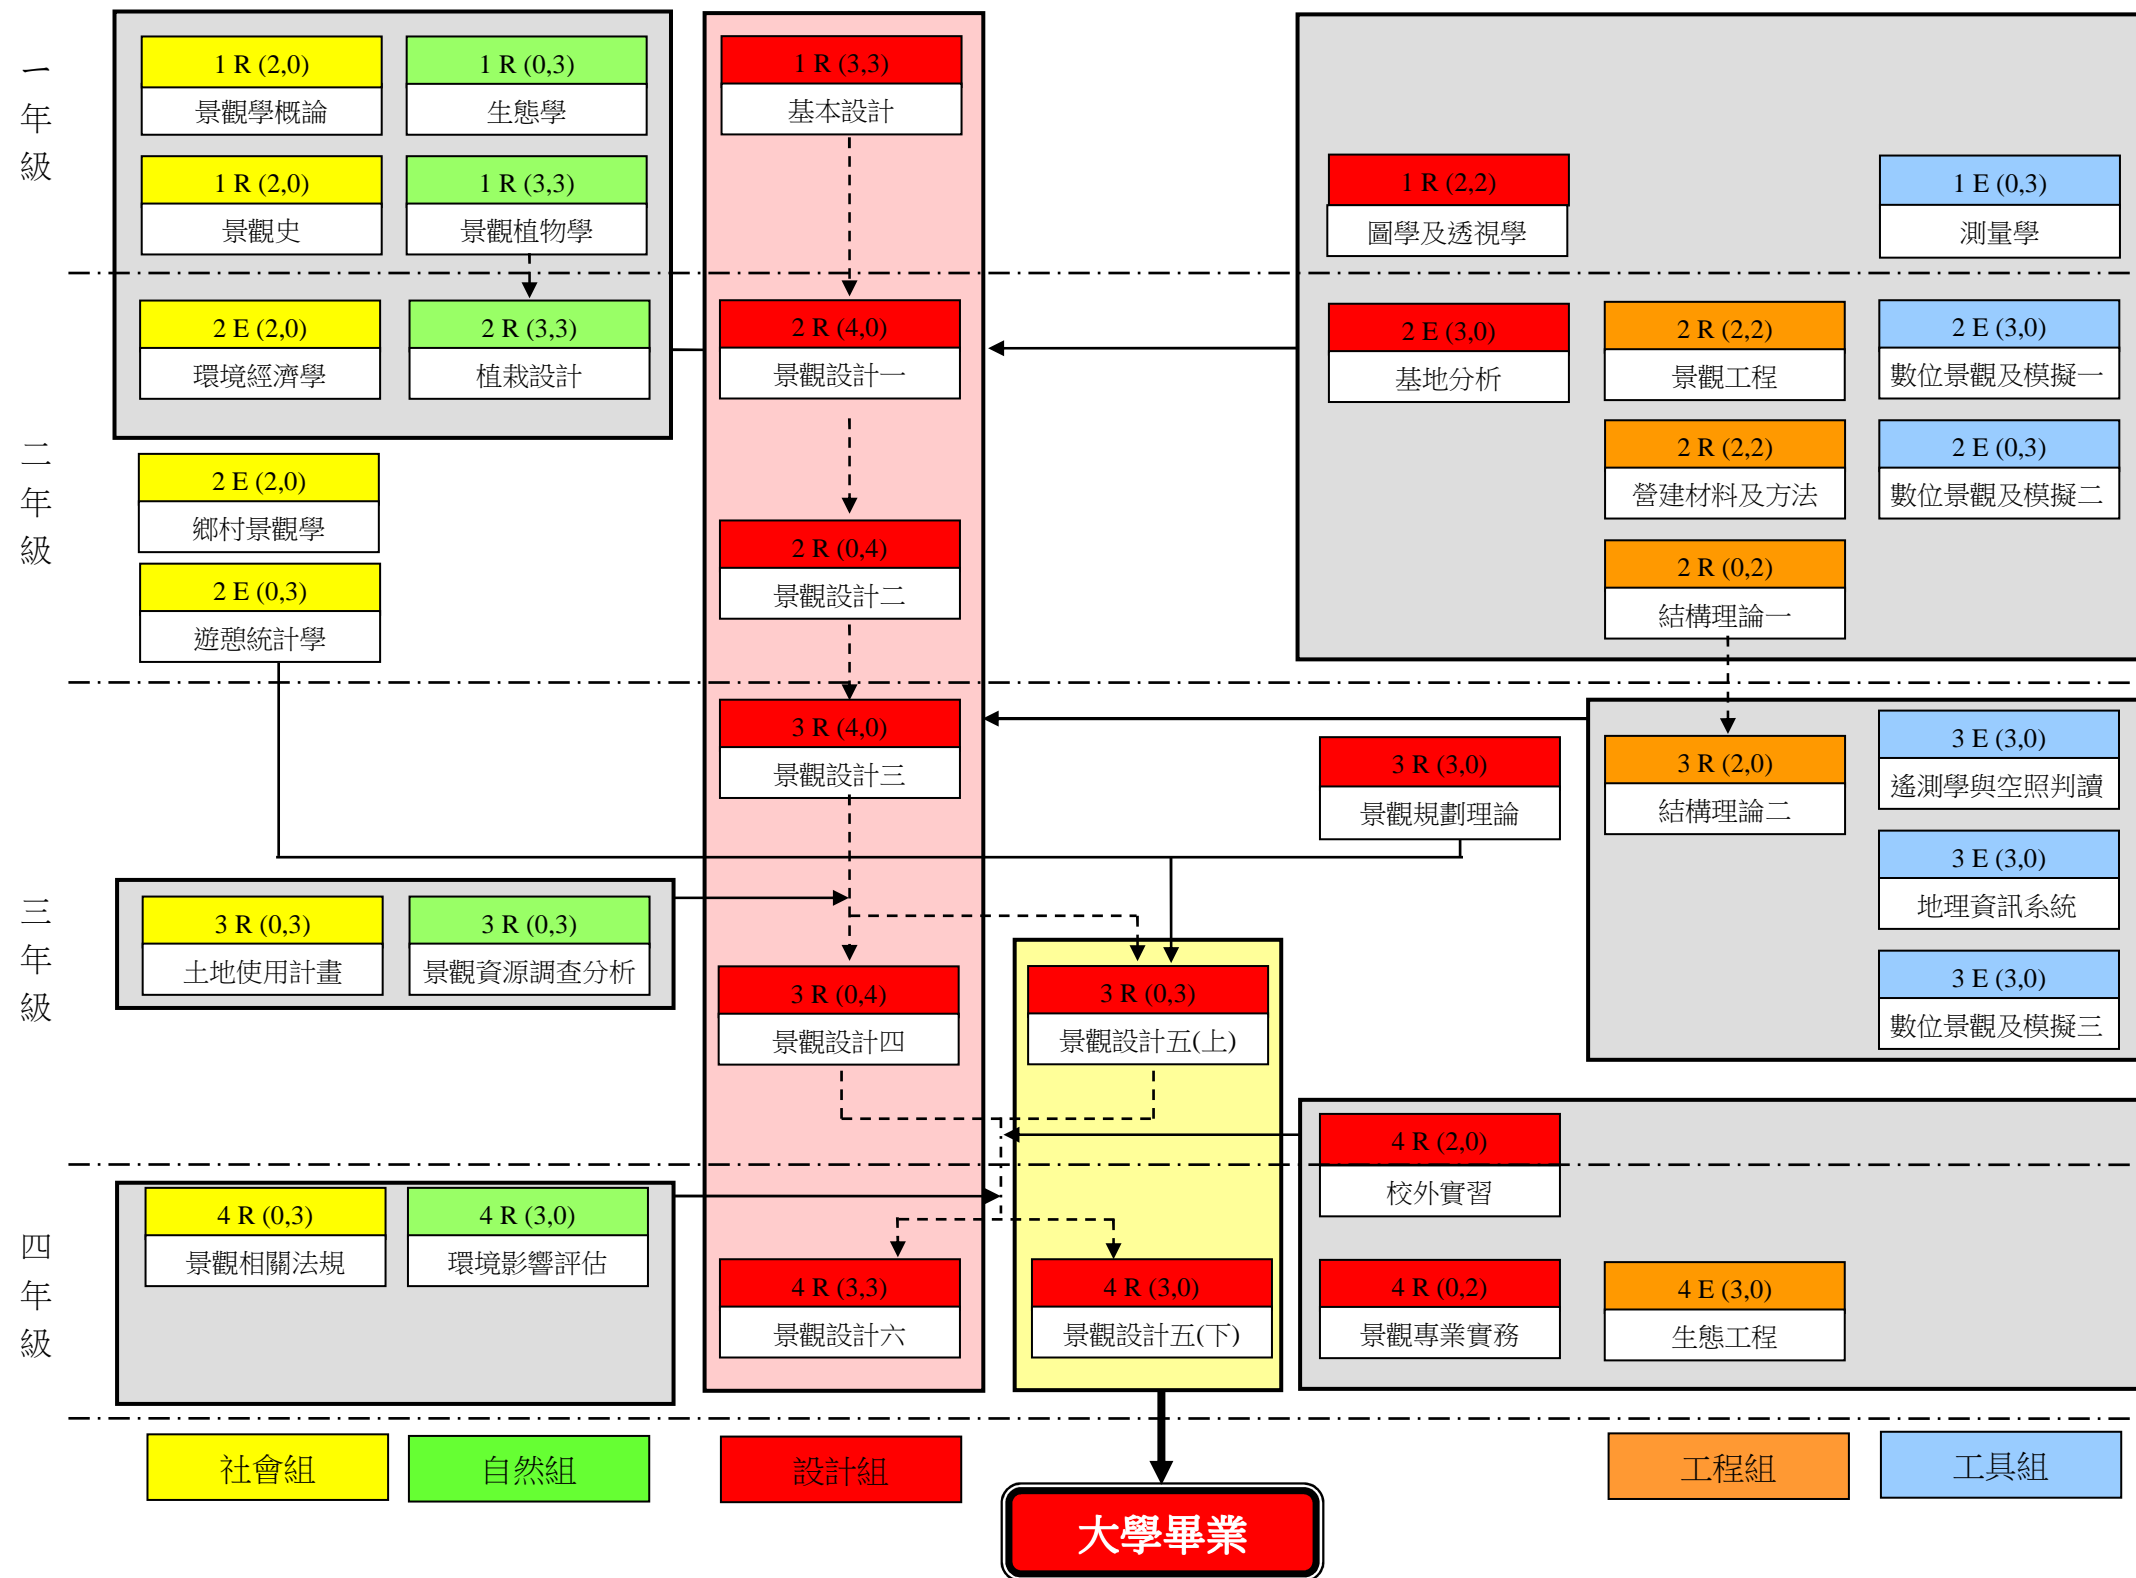 一年級
1 R (2,0)
景觀學概論
1 R (0,3)
生態學
1 R (3,3)
基本設計
1 R (2,0)
景觀史
1 R (3,3)
景觀植物學
1 R (2,2)
圖學及透視學
1 E (0,3)
測量學
二年級
2 E (2,0)
環境經濟學
2 R (3,3)
植栽設計
2 R (4,0)
景觀設計一
2 E (3,0)
基地分析
2 R (2,2)
景觀工程
2 E (3,0)
數位景觀及模擬一
2 E (2,0)
鄉村景觀學
2 R (2,2)
營建材料及方法
2 E (0,3)
數位景觀及模擬二
2 E (0,3)
遊憩統計學
2 R (0,4)
景觀設計二
2 R (0,2)
結構理論一
三年級
3 R (4,0)
景觀設計三
3 R (3,0)
景觀規劃理論
3 R (2,0)
結構理論二
3 E (3,0)
遙測學與空照判讀
3 E (3,0)
地理資訊系統
3 R (0,3)
土地使用計畫
3 R (0,3)
景觀資源調查分析
3 R (0,4)
景觀設計四
3 R (0,3)
景觀設計五(上)
3 E (3,0)
數位景觀及模擬三
四年級
4 R (2,0)
校外實習
4 R (0,3)
景觀相關法規
4 R (3,0)
環境影響評估
4 R (3,3)
景觀設計六
4 R (3,0)
景觀設計五(下)
4 R (0,2)
景觀專業實務
4 E (3,0)
生態工程
社會組
自然組
設計組
工程組
工具組
大學畢業